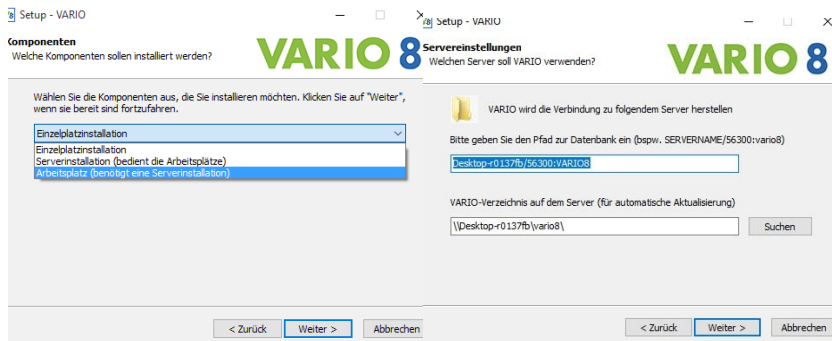 Setup - VARIO
Komponenten
Welche Komponenten sollen installiert werden?
VARIO 8
Wählen Sie die Komponenten aus, die Sie installieren möchten. Klicken Sie auf "Weiter",
wenn sie bereit sind fortzufahren.
Einzelplatzinstallation
Einzelplatzinstallation
Serverinstallation (bedient die Arbeitsplätze)
Arbeitsplatz (benötigt eine Serverinstallation)
< Zurück
Weiter >
Abbrechen
Setup - VARIO
Servereinstellungen
Welchen Server soll VARIO verwenden?
VARIO 8
VARIO wird die Verbindung zu folgendem Server herstellen
Bitte geben Sie den Pfad zur Datenbank ein (bspw. SERVERNAME/56300:vario8)
Desktop-r0137fb/56300:VARIO8
VARIO-Verzeichnis auf dem Server (für automatische Aktualisierung)
\\Desktop-r0137fb\vario8\
Suchen
< Zurück
Weiter >
Abbrechen